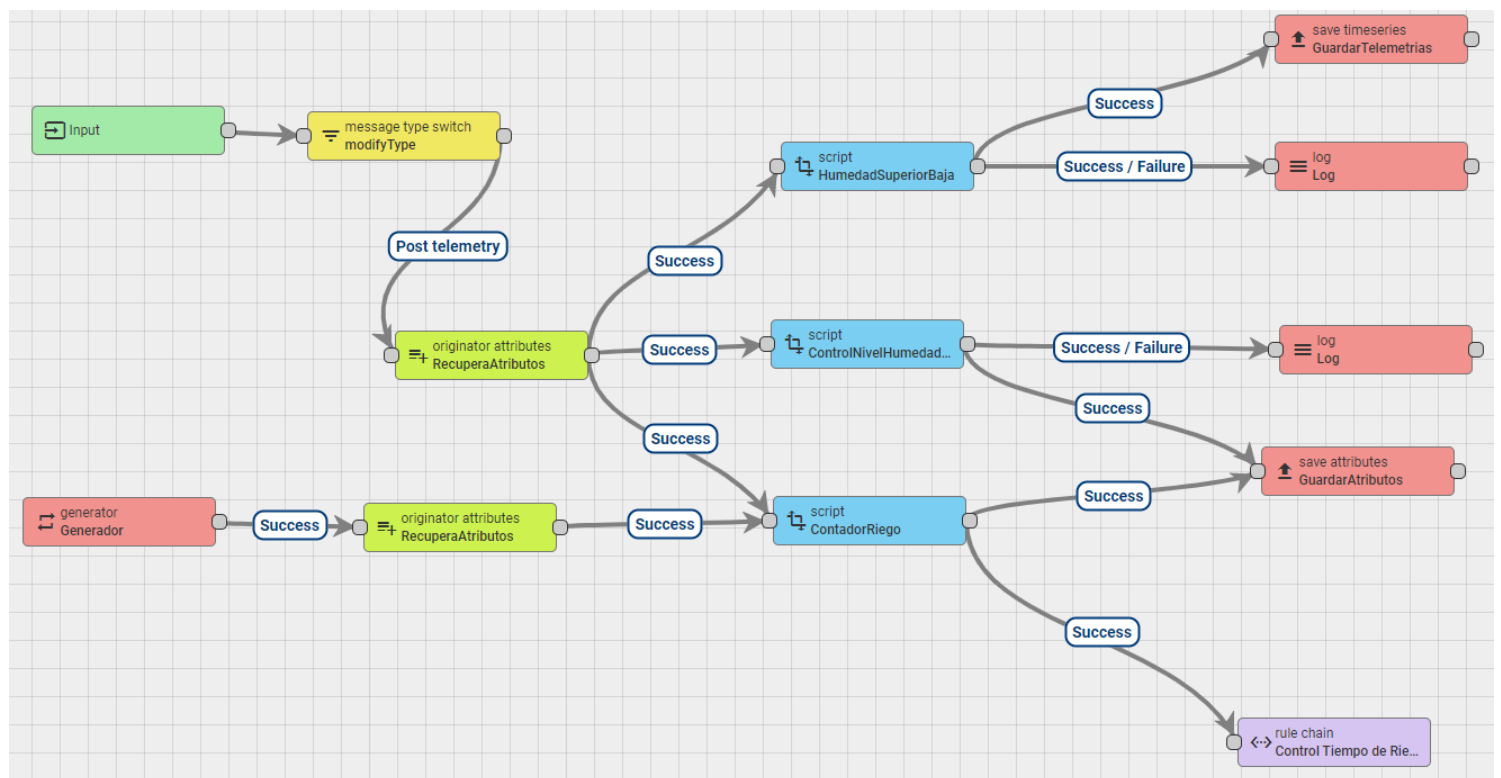 save timeseries
GuardarTelemetrias
Success
Input
message type switch
modifyType
script
HumedadSuperiorBaja
Success / Failure
log
Log
Post telemetry
Success
originator attributes
RecuperaAtributos
Success
script
ControlNivelHumedad...
Success / Failure
log
Log
Success
Success
save attributes
GuardarAtributos
generator
Generador
Success
originator attributes
RecuperaAtributos
Success
script
ContadorRiego
Success
Success
rule chain
Control Tiempo de Rie...